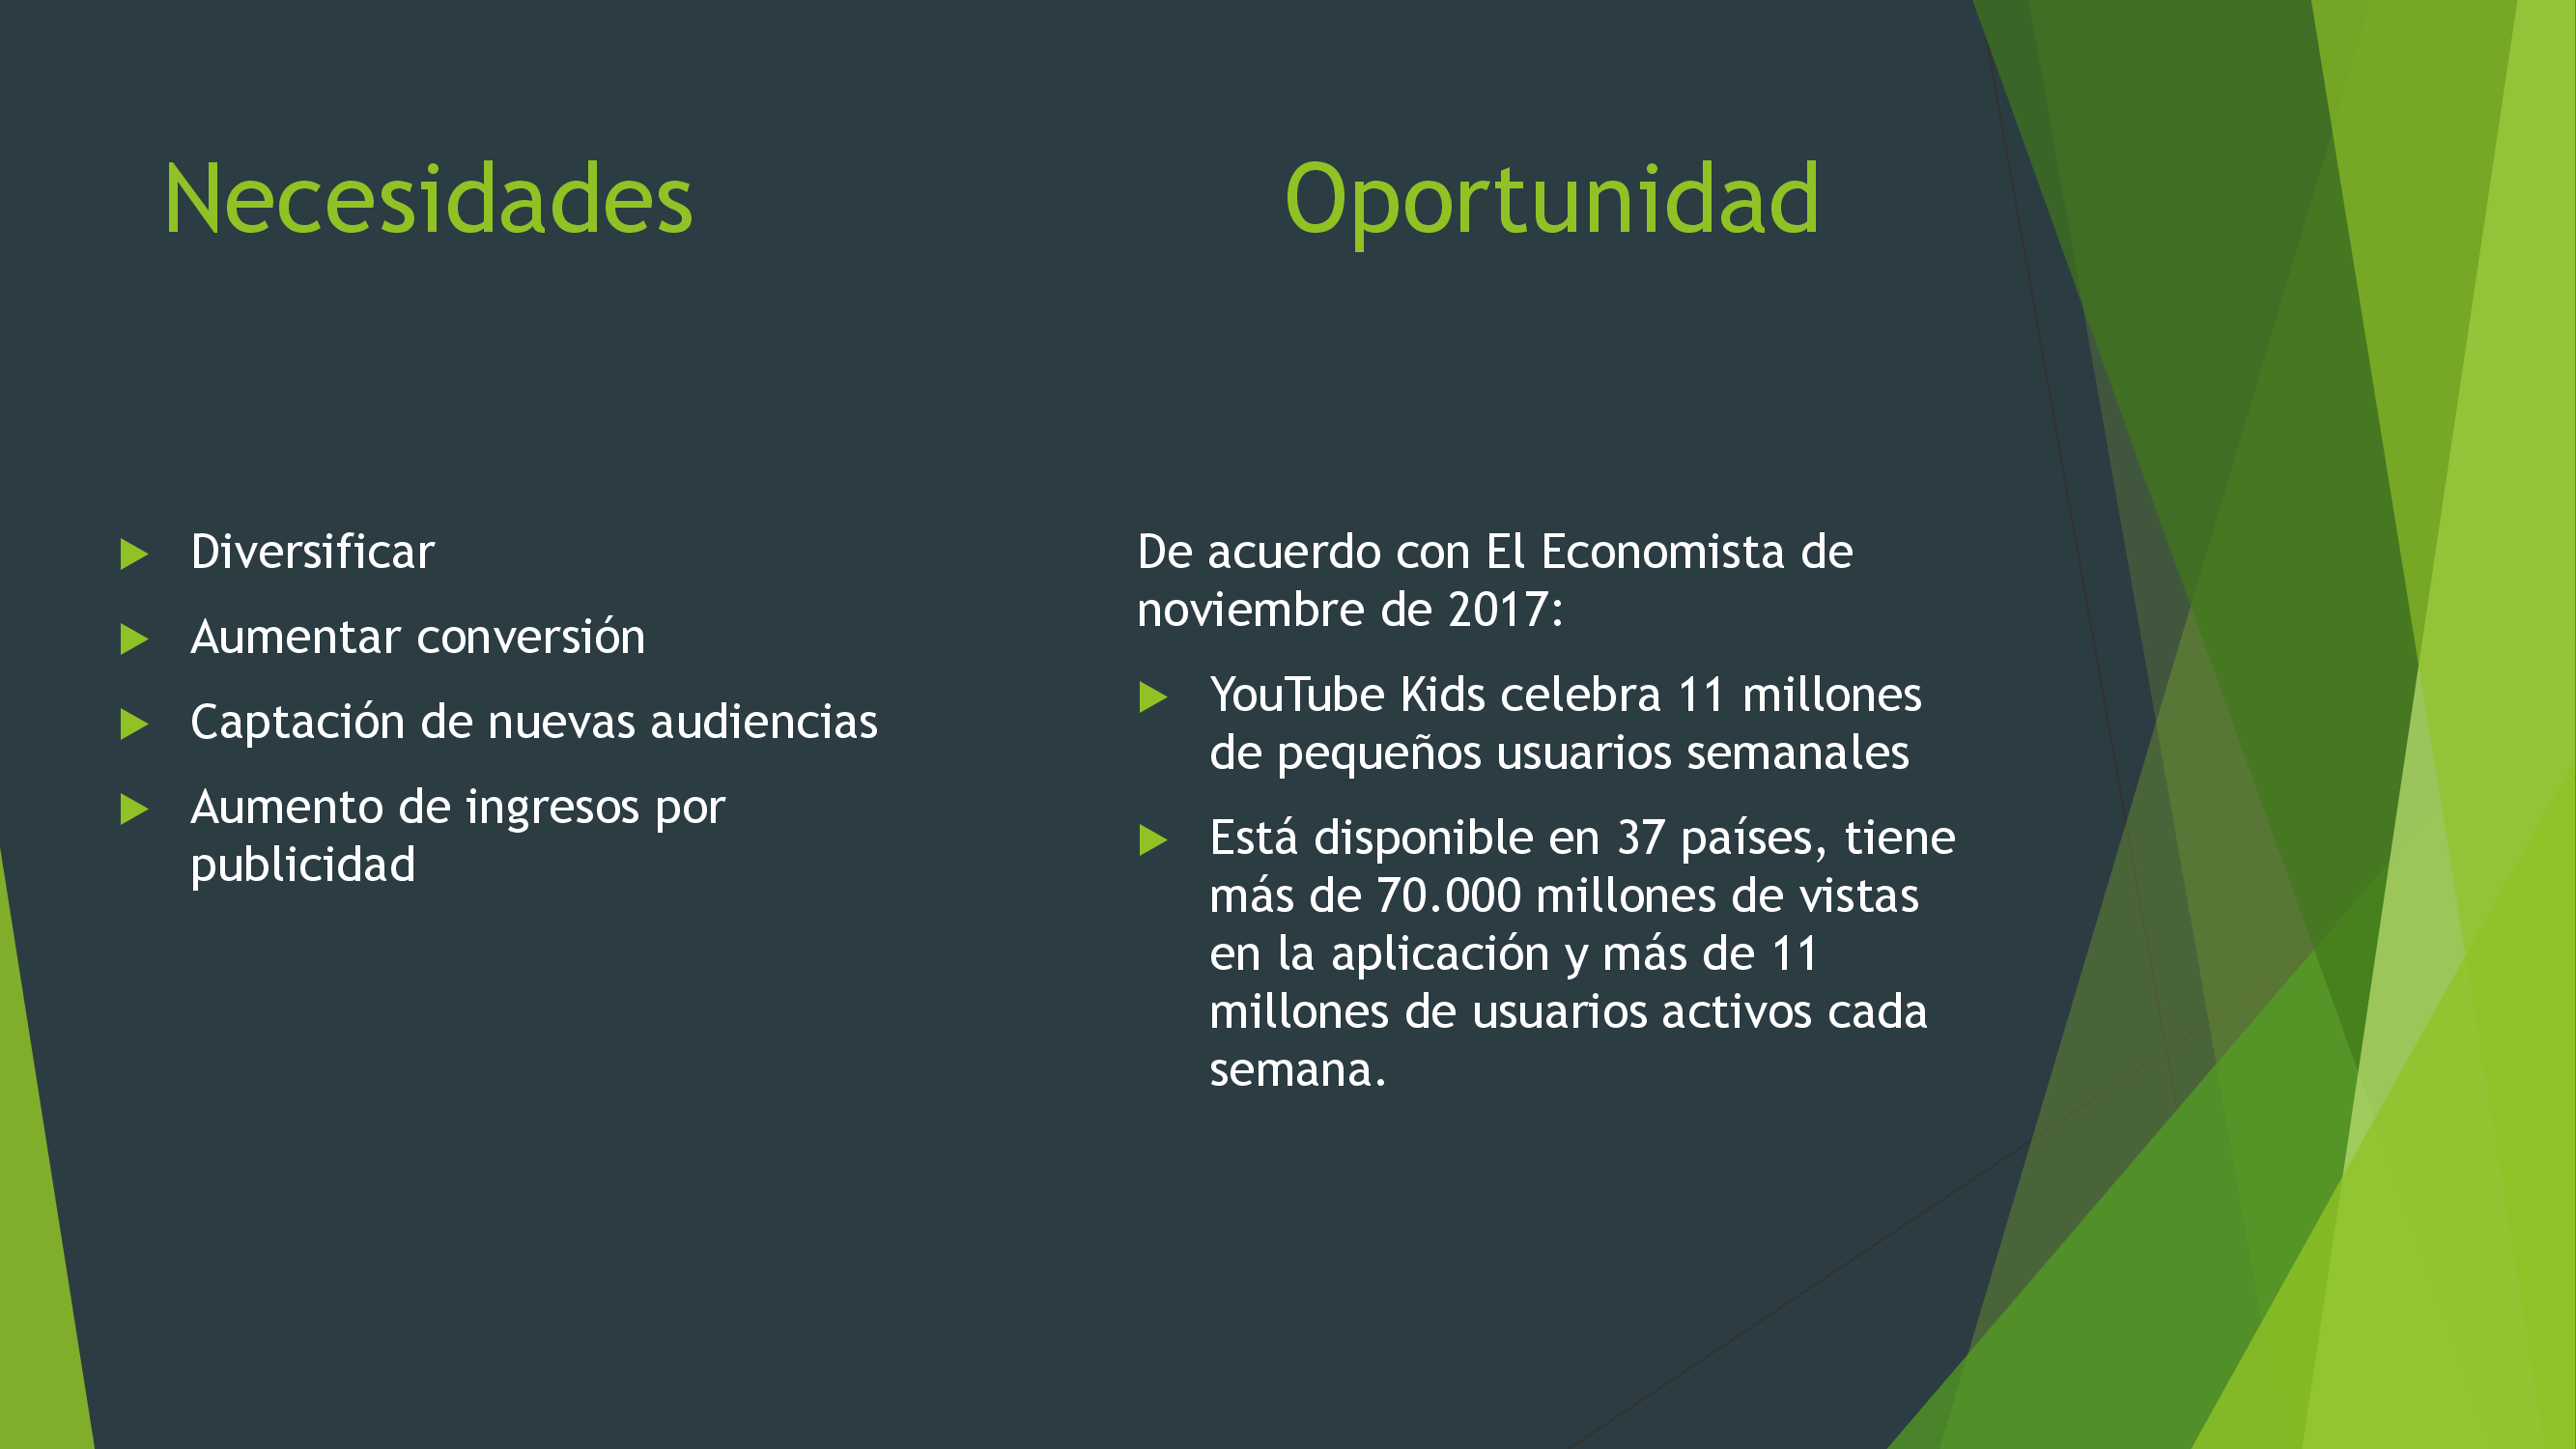 Necesidades
Diversificar
Aumentar conversión
Captación de nuevas audiencias
Aumento de ingresos por
publicidad
Oportunidad
De acuerdo con El Economista de
noviembre de 2017:
YouTube Kids celebra 11 millones
de pequeños usuarios semanales
Está disponible en 37 países, tiene
más de 70.000 millones de vistas
en la aplicación y más de 11
millones de usuarios activos cada
semana.